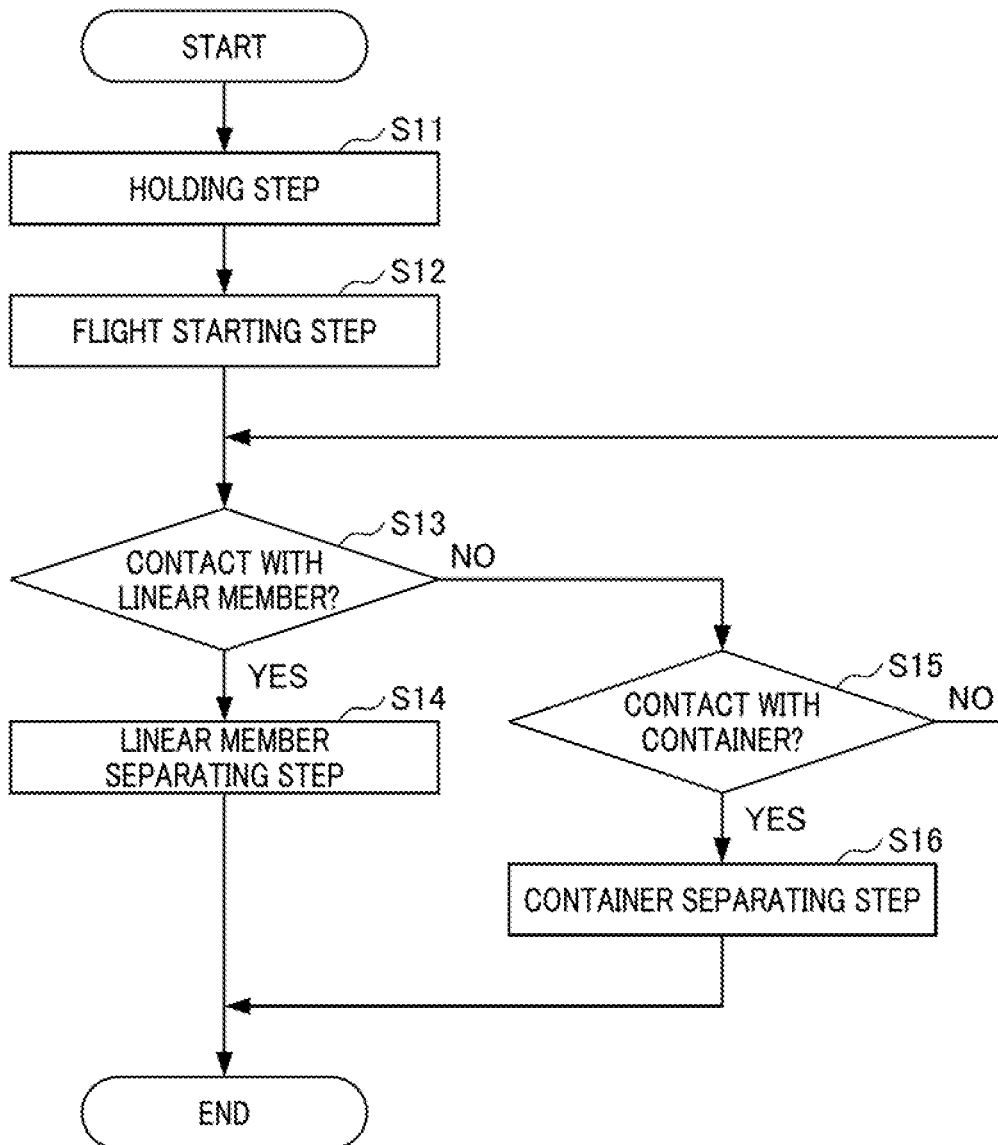 START
S11
HOLDING STEP
S12
FLIGHT STARTING STEP
S13
CONTACT WITH
LINEAR MEMBER?
NO
YES
S14
LINEAR MEMBER
SEPARATING STEP
S15
CONTACT WITH
CONTAINER?
NO
YES
S16
CONTAINER SEPARATING STEP
END